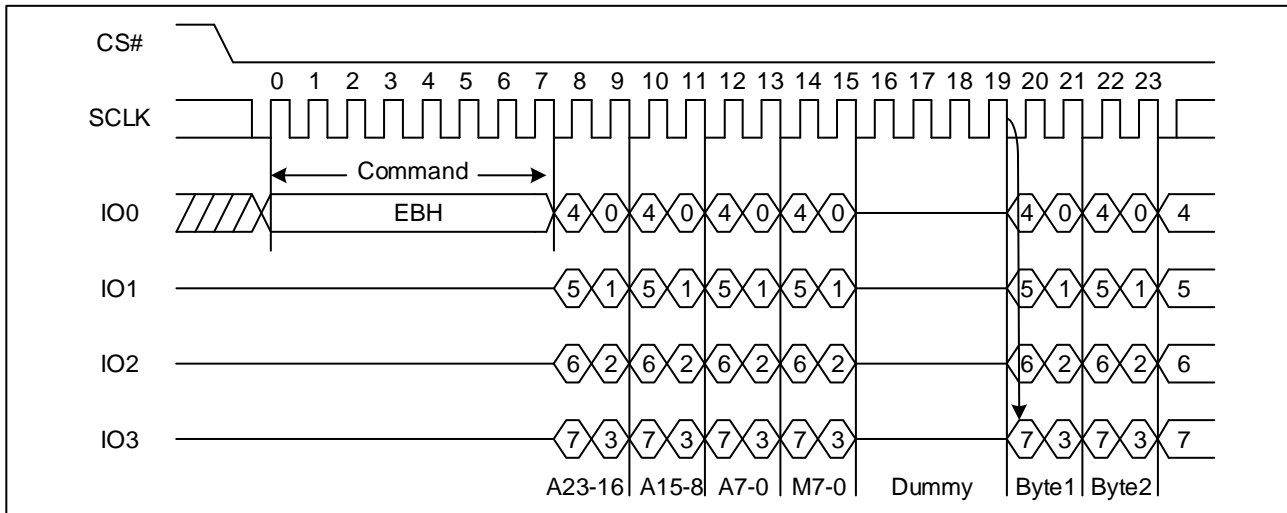 CS#
0 1 2 3 4 5 6 7 8 9 10 11 12 13 14 15 16 17 18 19 20 21 22 23
SCLK
Command
IO0 EBH 4 0 4 0 4 0 4 0 4 0 4 0 4
IO1 5 1 5 1 5 1 5 1 5 1 5 1 5
IO2 6 2 6 2 6 2 6 2 6 2 6 2 6
IO3 7 3 7 3 7 3 7 3 7 3 7 3 7
A23-16 A15-8 A7-0 M7-0 Dummy Byte1 Byte2